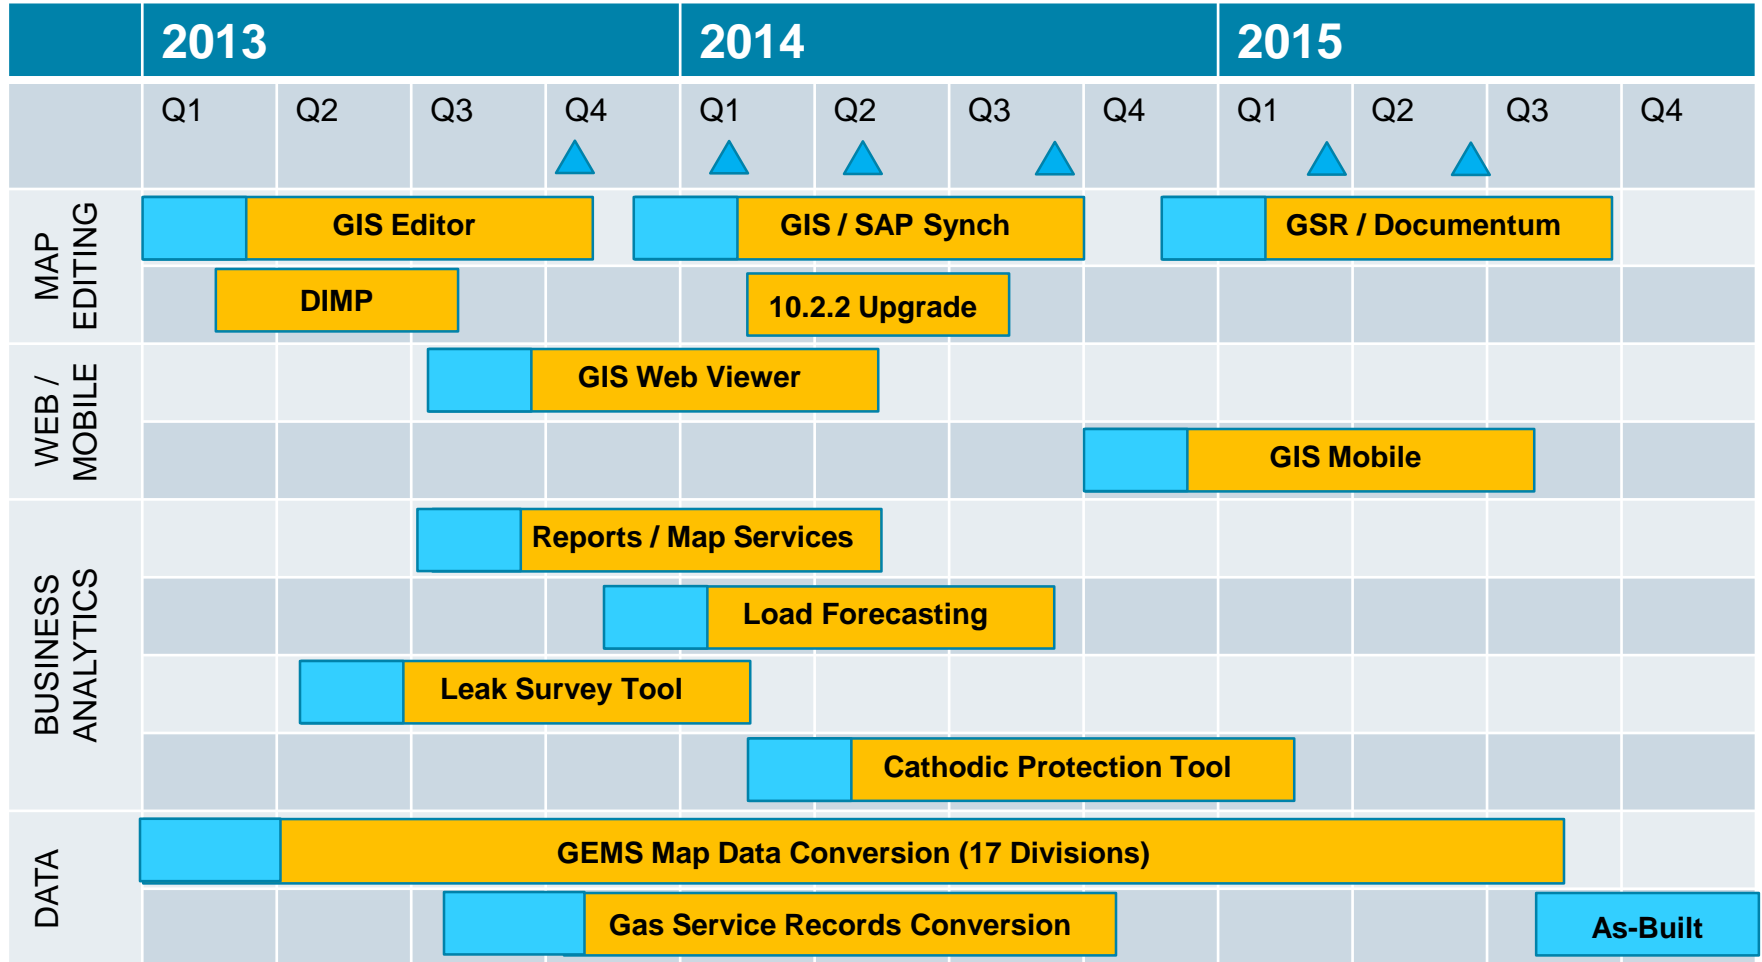 2013 2014 2015
Q1 Q2 Q3 Q4 Q1 Q2 Q3 Q4 Q1 Q2 Q3 Q4
MAP
EDITING
GIS Editor GIS / SAP Synch GSR / Documentum
DIMP 10.2.2 Upgrade
WEB /
MOBILE
GIS Web Viewer
GIS Mobile
BUSINESS
ANALYTICS
Reports / Map Services
Load Forecasting
Leak Survey Tool
Cathodic Protection Tool
DATA
GEMS Map Data Conversion (17 Divisions)
Gas Service Records Conversion As-Built